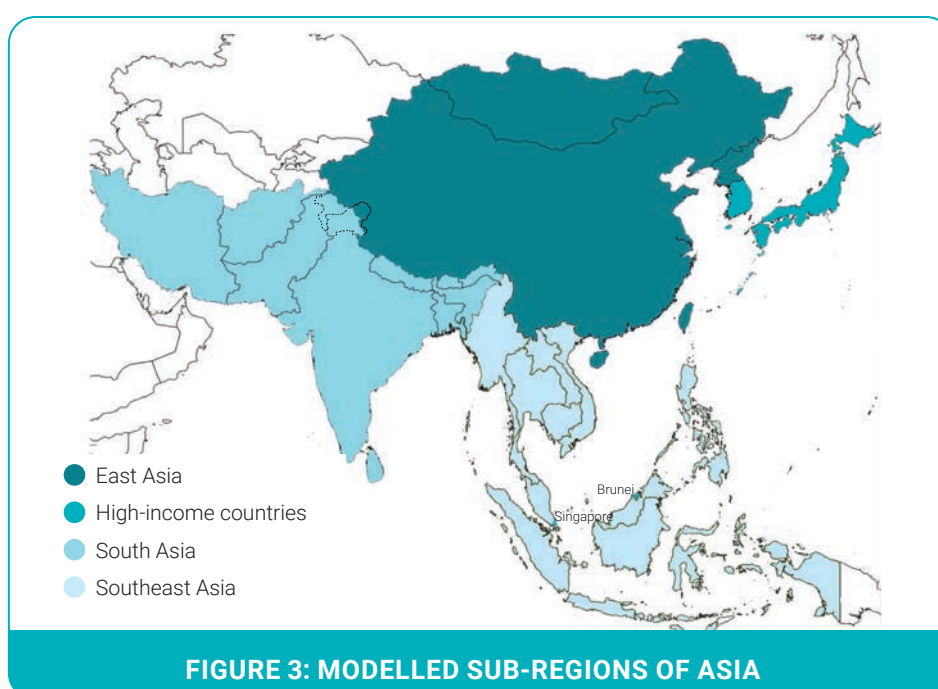 Brunei
Singapore
East Asia
High-income countries
South Asia
Southeast Asia
FIGURE 3: MODELLED SUB-REGIONS OF ASIA